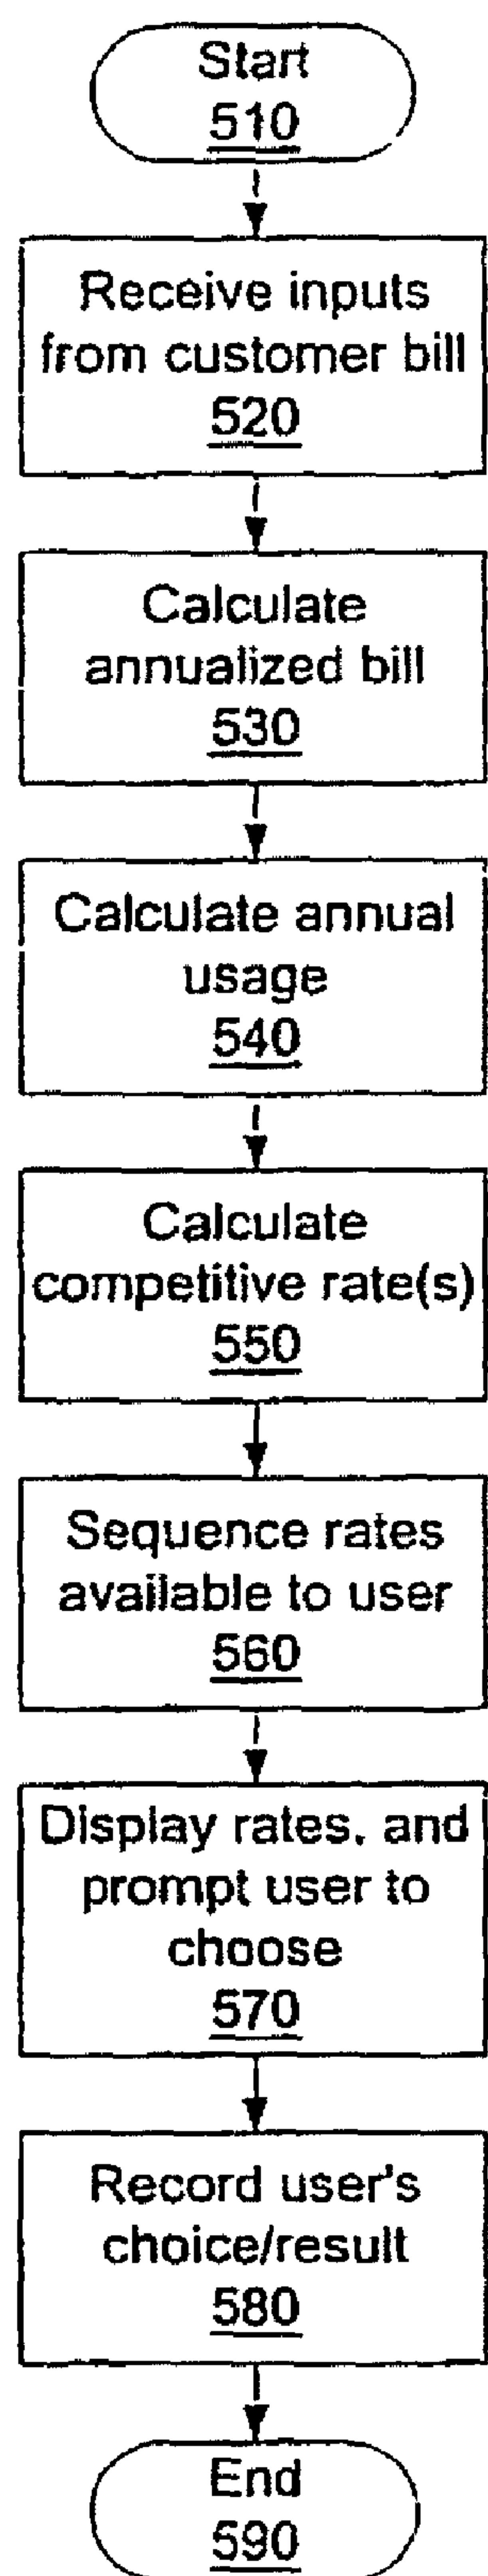 Start
510
Receive inputs
from customer bill
520
Calculate
annualized bill
530
Calculate annual
usage
540
Calculate
competitive rate(s)
550
Sequence rates
available to user
560
Display rates, and
prompt user to
choose
570
Record user's
choice/result
580
End
590